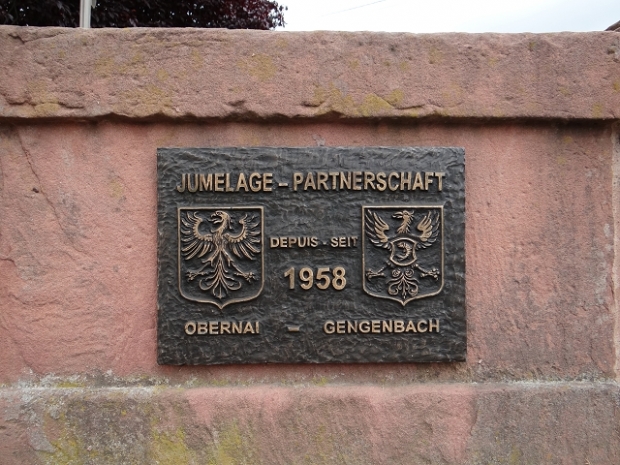 JUMELAGE – PARTNERSCHAFT
DEPUIS - SEIT
1958
OBERNAI – GENGENBACH